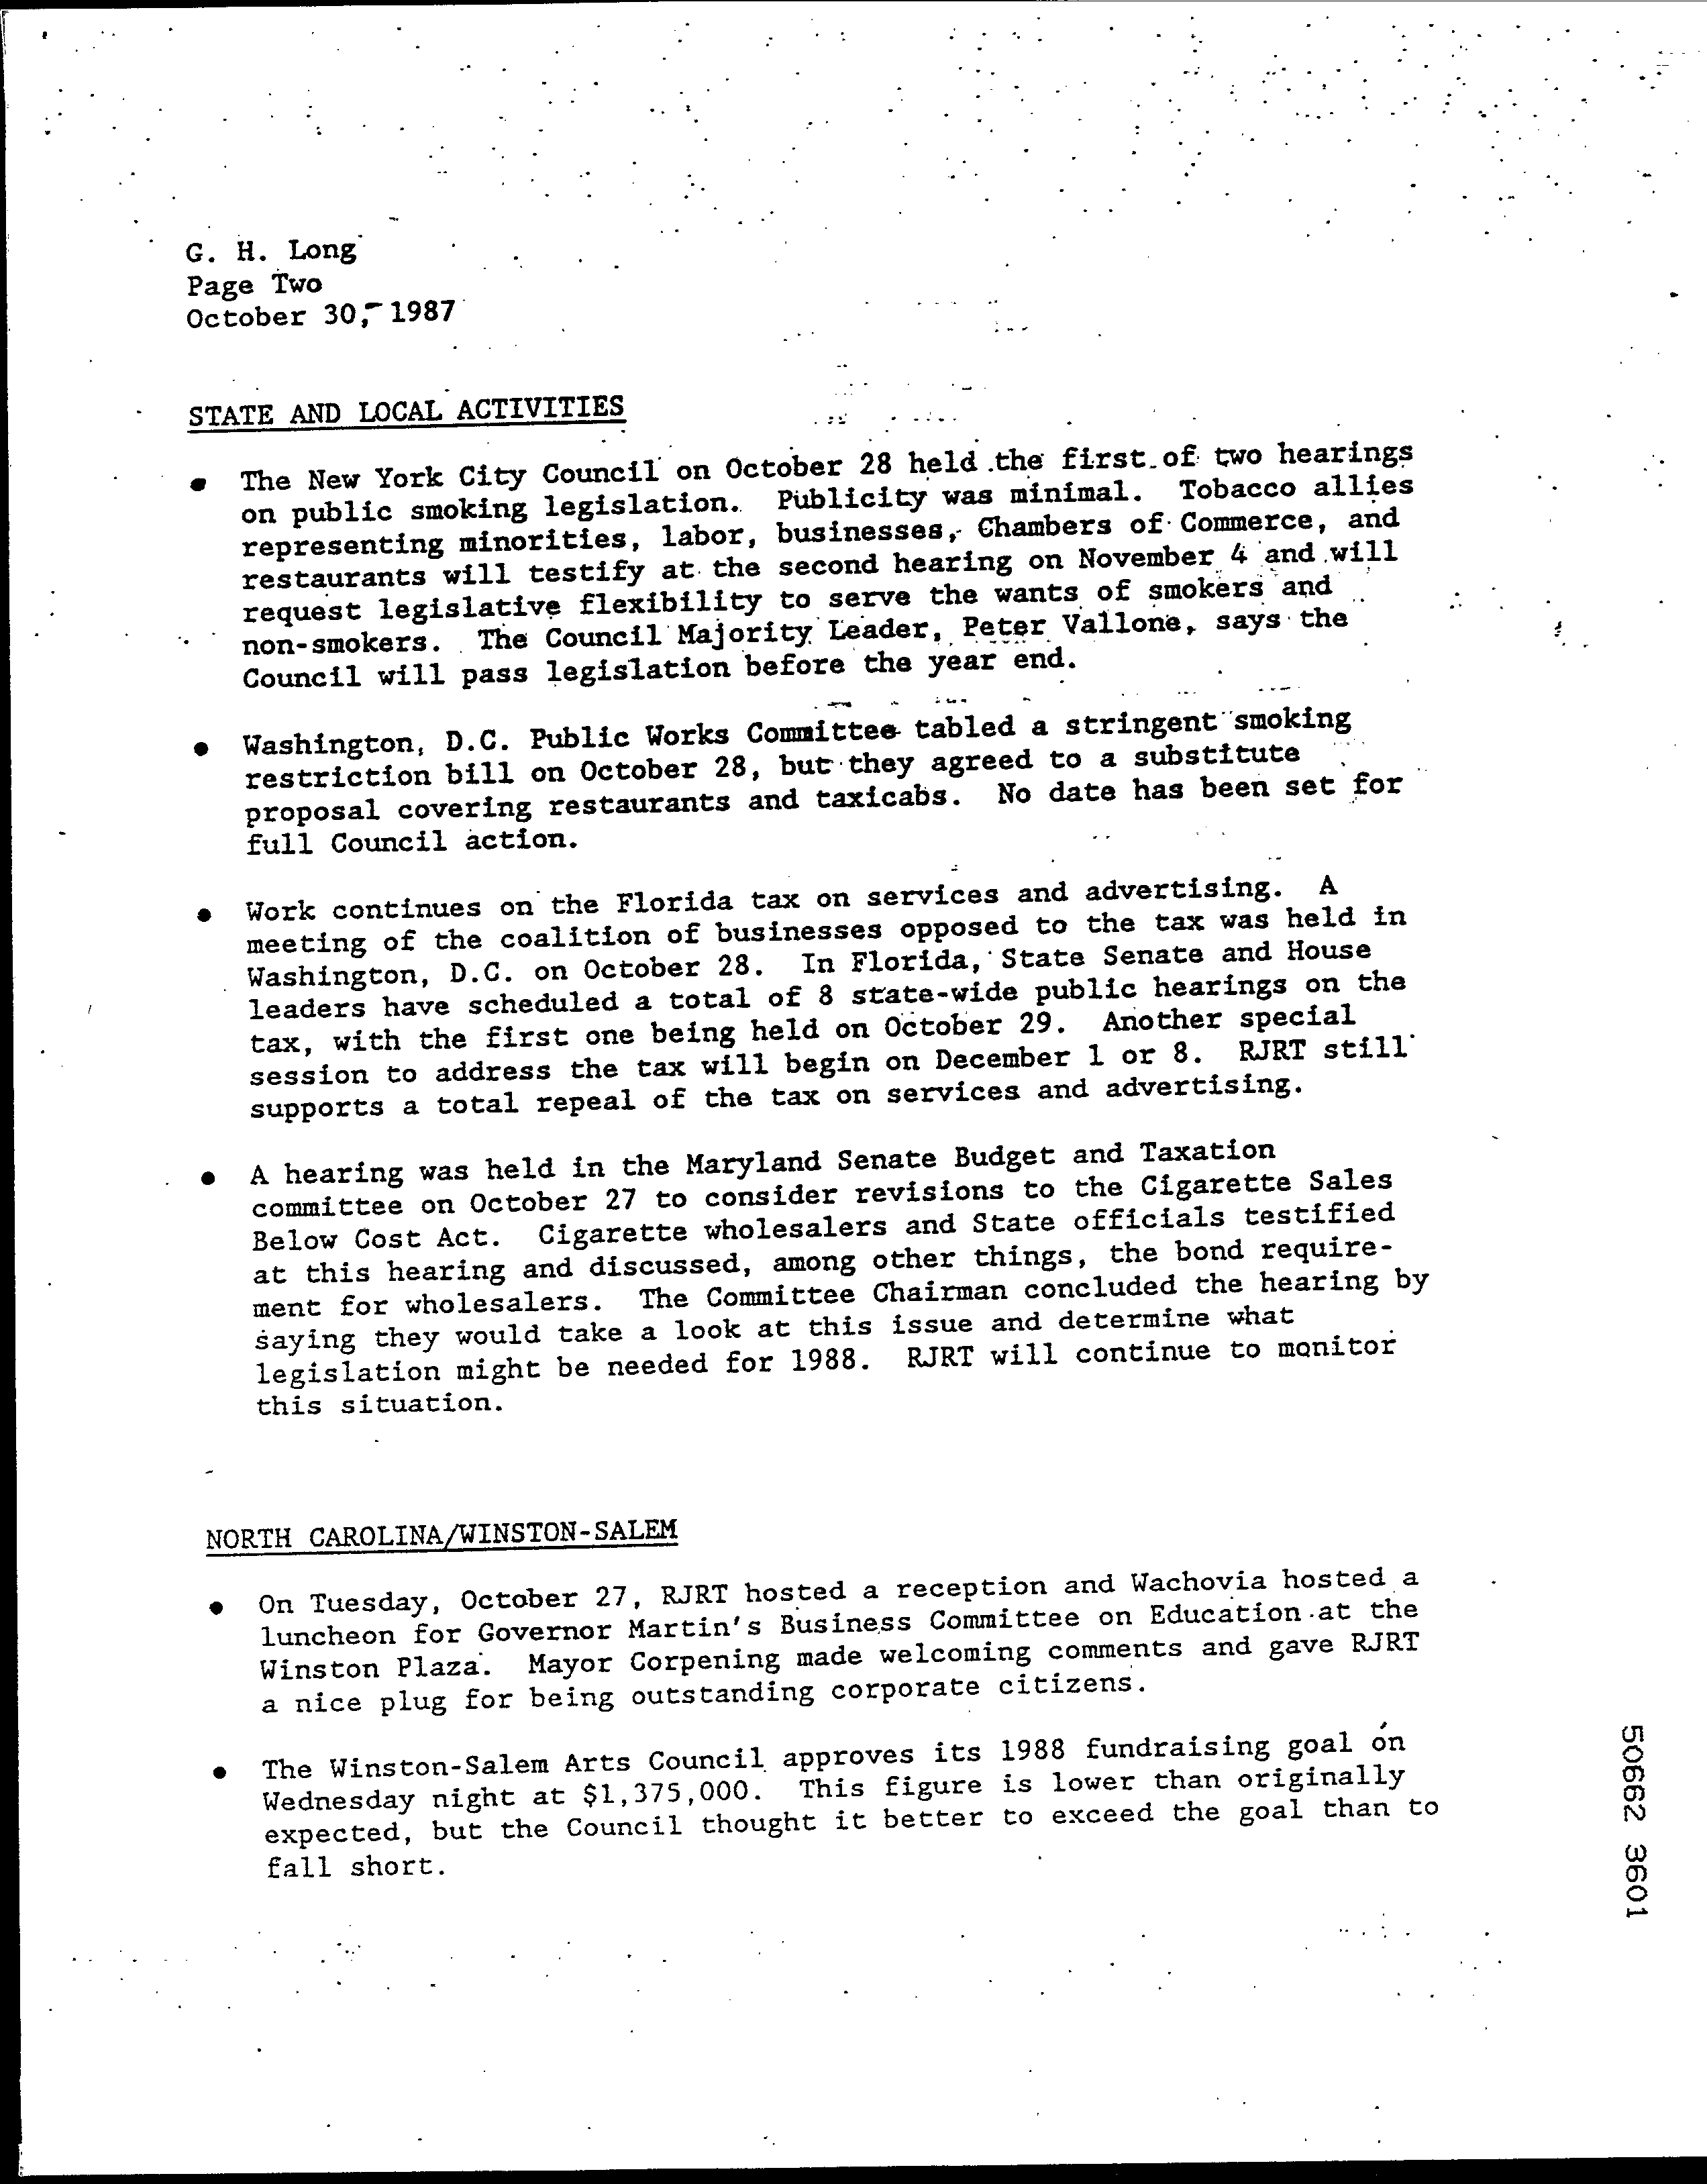 G. H. Long
Page Two
October 30, 1987
STATE AND LOCAL ACTIVITIES
• The New York City Council on October 28 held the first of two hearings
on public smoking legislation. Publicity was minimal. Tobacco allies
representing minorities, labor, businesses, Chambers of Commerce, and
restaurants will testify at the second hearing on November 4 and will
request legislative flexibility to serve the wants of smokers and
non-smokers. The Council Majority Leader, Peter Vallone, says the
Council will pass legislation before the year end.
• Washington, D.C. Public Works Committee tabled a stringent smoking
restriction bill on October 28, but they agreed to a substitute
proposal covering restaurants and taxicabs. No date has been set for
full Council action.
• Work continues on the Florida tax on services and advertising. A
meeting of the coalition of businesses opposed to the tax was held in
Washington, D.C. on October 28. In Florida, State Senate and House
leaders have scheduled a total of 8 state-wide public hearings on the
tax, with the first one being held on October 29. Another special
session to address the tax will begin on December 1 or 8. RJRT still
supports a total repeal of the tax on services and advertising.
• A hearing was held in the Maryland Senate Budget and Taxation
committee on October 27 to consider revisions to the Cigarette Sales
Below Cost Act. Cigarette wholesalers and State officials testified
at this hearing and discussed, among other things, the bond require-
ment for wholesalers. The Committee Chairman concluded the hearing by
saying they would take a look at this issue and determine what
legislation might be needed for 1988. RJRT will continue to monitor
this situation.
NORTH CAROLINA/WINSTON-SALEM
• On Tuesday, October 27, RJRT hosted a reception and Wachovia hosted a
luncheon for Governor Martin's Business Committee on Education at the
Winston Plaza. Mayor Corpening made welcoming comments and gave RJRT
a nice plug for being outstanding corporate citizens.
• The Winston-Salem Arts Council approves its 1988 fundraising goal on
Wednesday night at $1,375,000. This figure is lower than originally
expected, but the Council thought it better to exceed the goal than to
fall short.
50662 3601